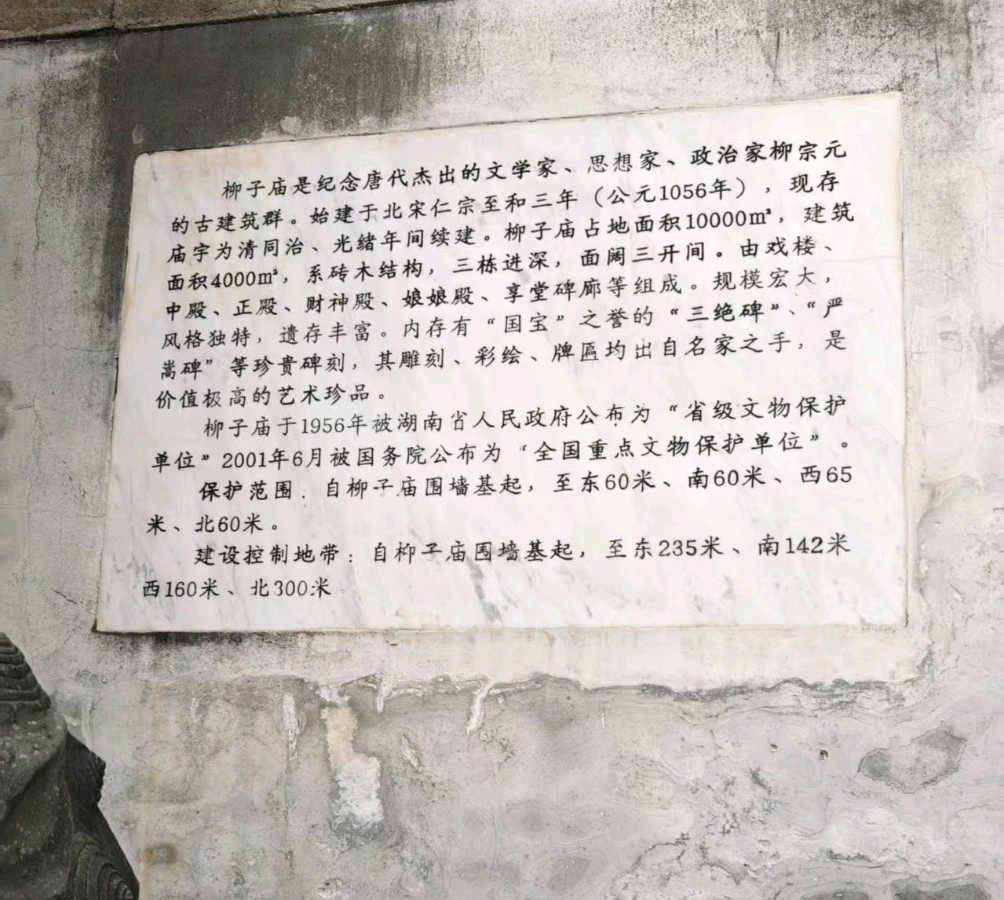 柳子庙是纪念唐代杰出的文学家、思想家、政治家柳宗元
的古建筑群。始建于北宋仁宗至和三年（公元1056年），现存
庙宇为清同治、光绪年间续建。柳子庙占地面积10000㎡，建筑
面积4000㎡，系砖木结构，三栋进深，面阔三开间。由戏楼、
中殿、正殿、财神殿、娘娘殿、享堂碑廊等组成。规模宏大，
风格独特，遗存丰富。内存有“国宝”之誉的“三绝碑”、“严
嵩碑”等珍贵碑刻，其雕刻、彩绘、牌匾均出自名家之手，是
价值极高的艺术珍品。
柳子庙于1956年被湖南省人民政府公布为“省级文物保护
单位”2001年6月被国务院公布为“全国重点文物保护单位”。
保护范围：自柳子庙围墙基起，至东60米、南60米、西65
米、北60米。
建设控制地带：自柳子庙围墙基起，至东235米、南142米
西160米、北300米